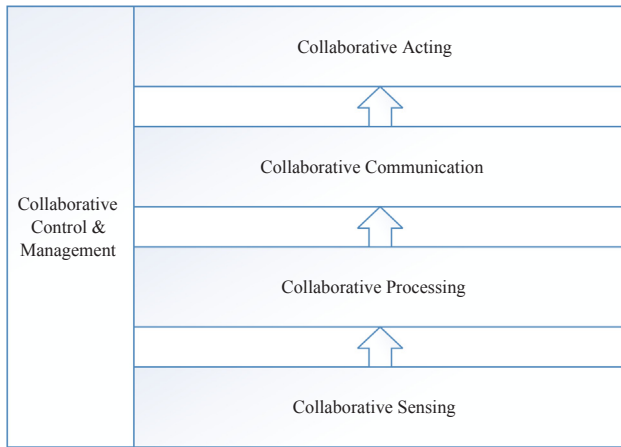 Collaborative Acting
Collaborative Communication
Collaborative
Control &
Management
Collaborative Processing
Collaborative Sensing